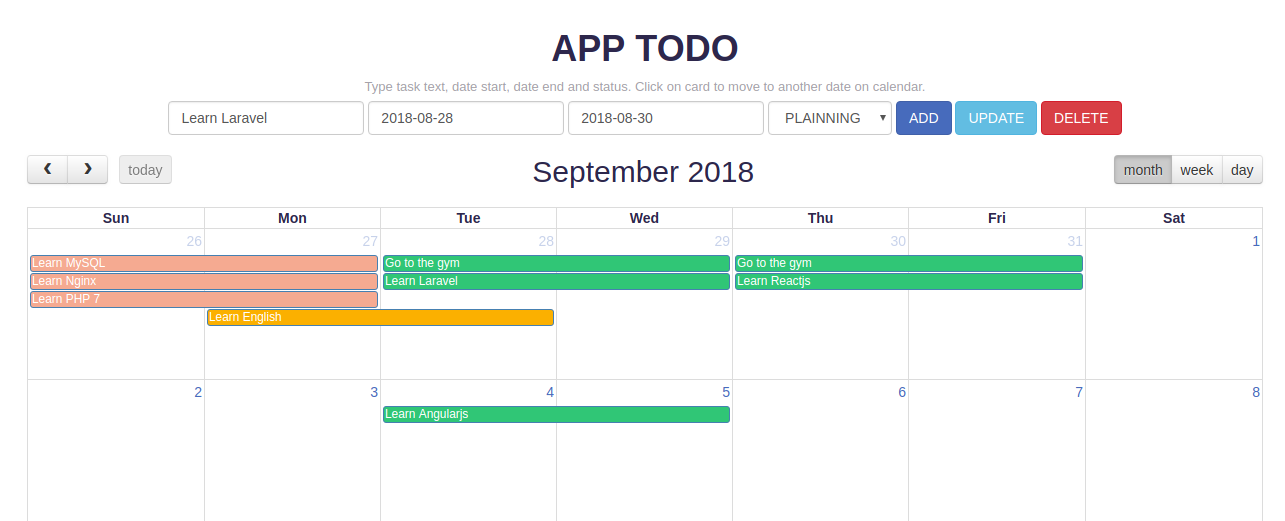 APP TODO
Type task text, date start, date end and status. Click on card to move to another date on calendar.
Learn Laravel 2018-08-28 2018-08-30 PLAINNING ADD UPDATE DELETE
today September 2018 month week day
Sun Mon Tue Wed Thu Fri Sat
26 27 28 29 30 31 1
Learn MySQL Go to the gym Go to the gym
Learn Nginx Learn Laravel Learn Reactjs
Learn PHP 7
Learn English
2 3 4 5 6 7 8
Learn Angularjs